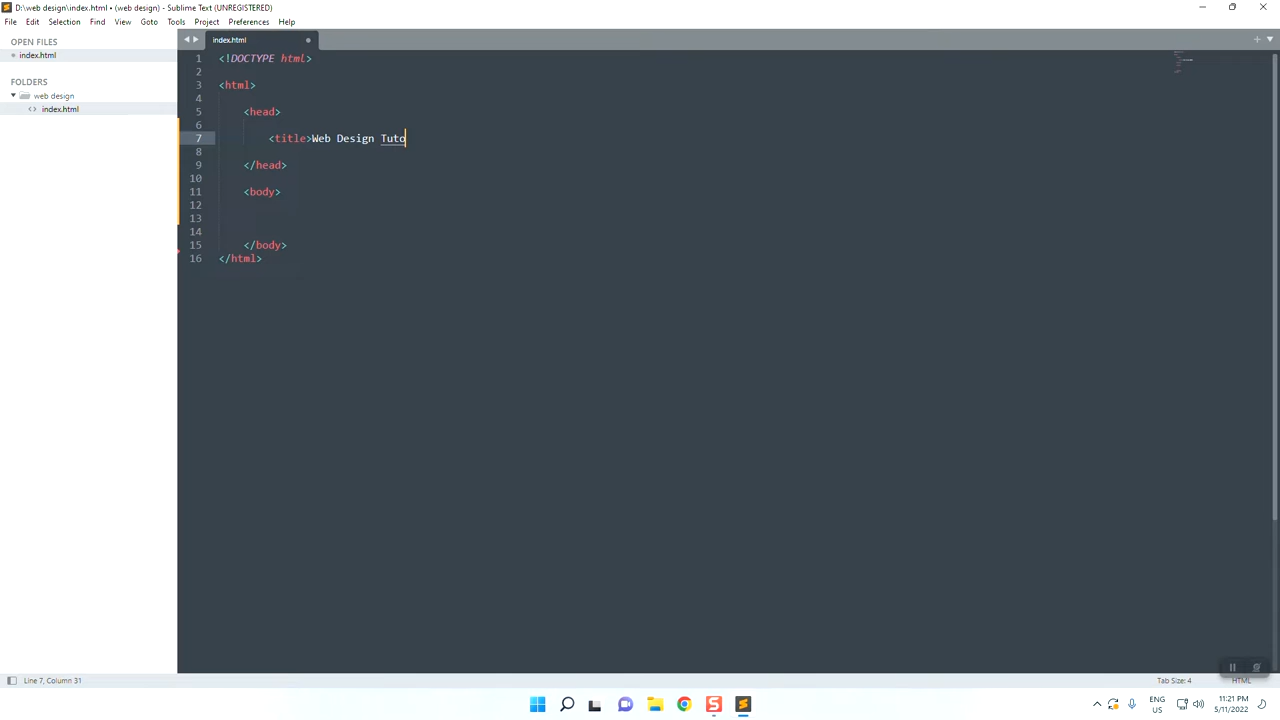 D:\web design\index.html • (web design) - Sublime Text (UNREGISTERED)
File Edit Selection Find View Goto Tools Project Preferences Help
OPEN FILES
index.html
FOLDERS
web design
index.html
index.html
1 <!DOCTYPE html>
2
3 <html>
4
5 <head>
6
7 <title>Web Design Tuto
8
9 </head>
10
11 <body>
12
13
14
15 </body>
16 </html>
Line 7, Column 31
Tab Size: 4
HTML
ENG
US
11:21 PM
5/11/2022